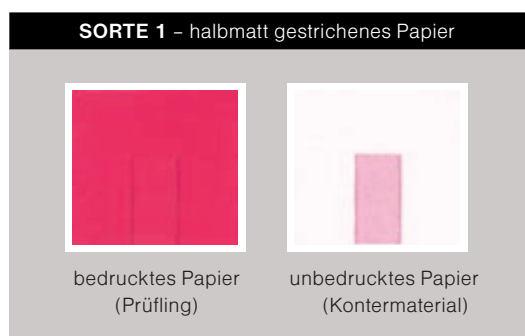 SORTE 1 – halbmatt gestrichenes Papier
bedrucktes Papier
(Prüfling)
unbedrucktes Papier
(Kontermaterial)